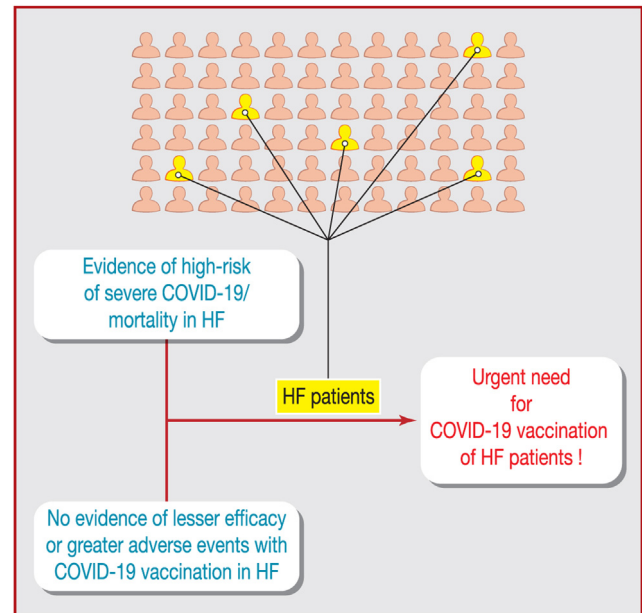 Evidence of high-risk
of severe COVID-19/
mortality in HF
HF patients
Urgent need
for
COVID-19 vaccination
of HF patients !
No evidence of lesser efficacy
or greater adverse events with
COVID-19 vaccination in HF